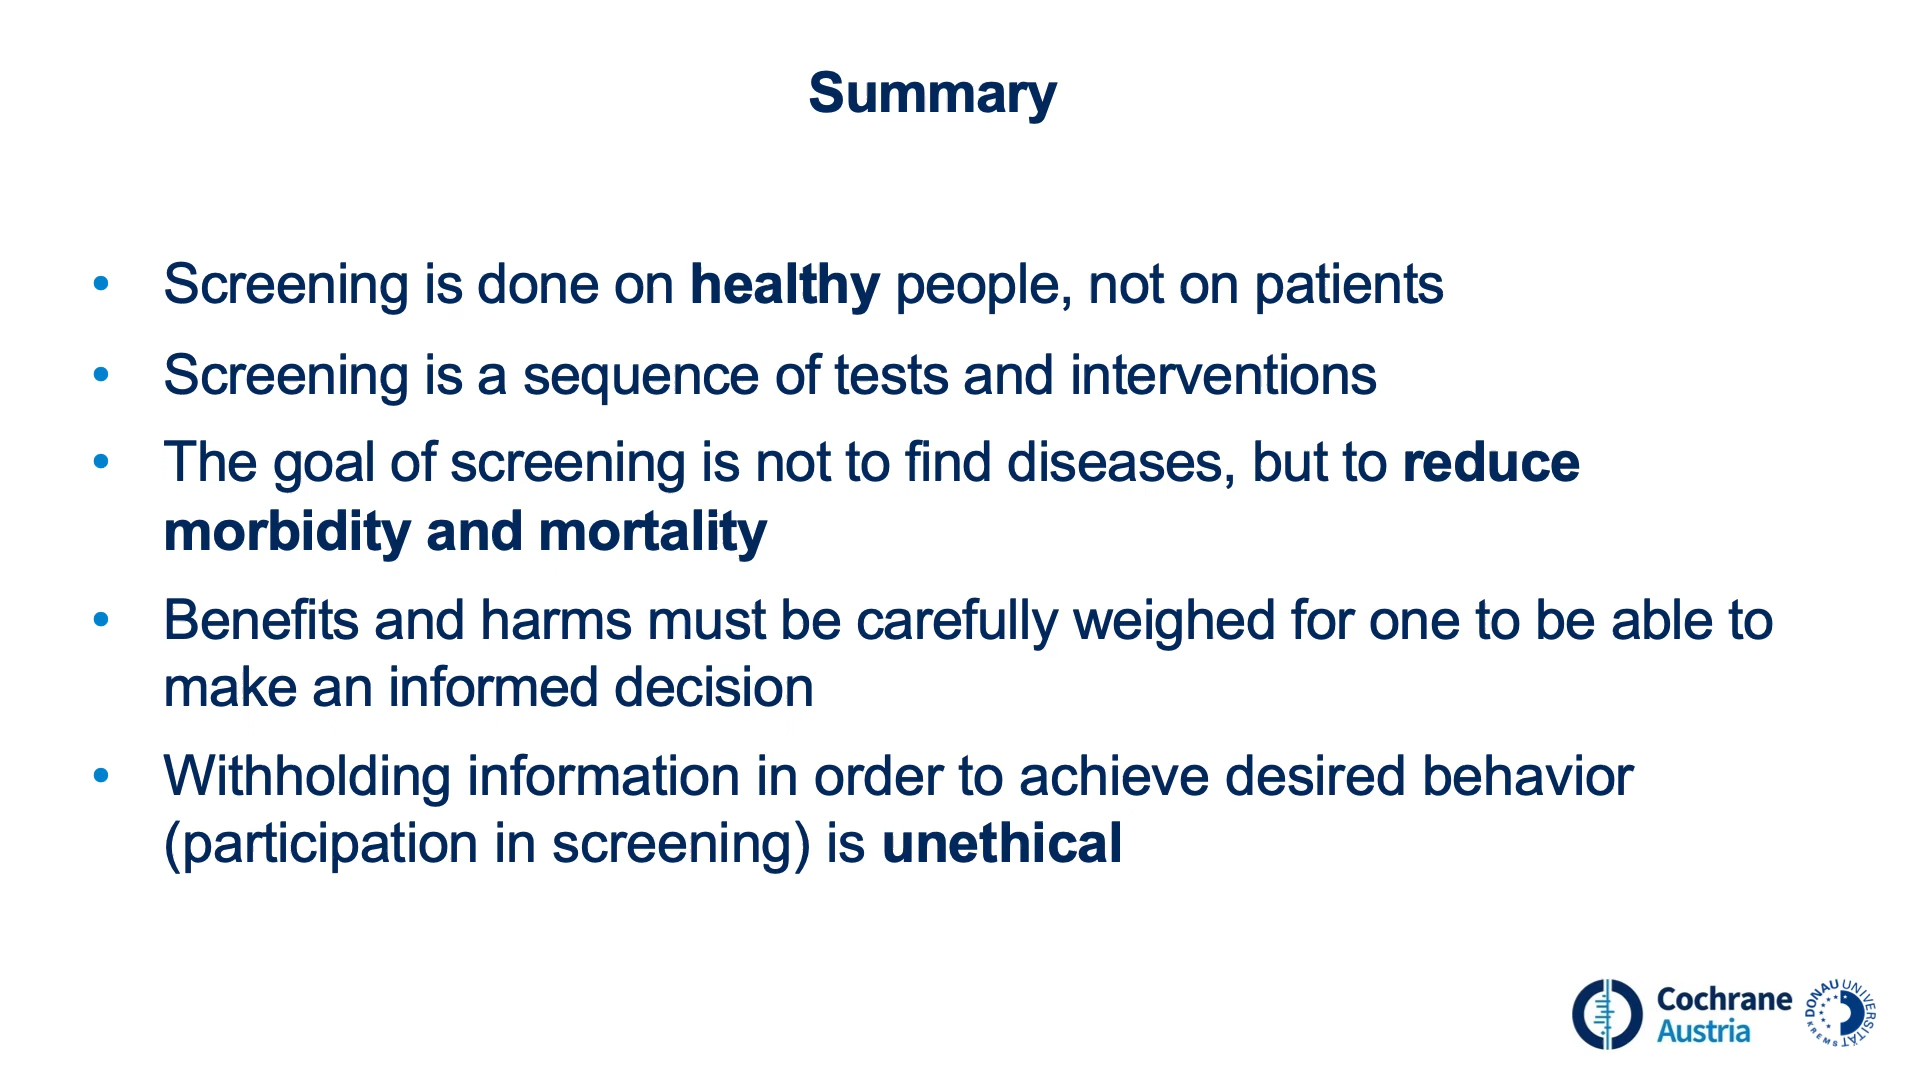 Summary
• Screening is done on healthy people, not on patients
• Screening is a sequence of tests and interventions
• The goal of screening is not to find diseases, but to reduce
morbidity and mortality
• Benefits and harms must be carefully weighed for one to be able to
make an informed decision
• Withholding information in order to achieve desired behavior
(participation in screening) is unethical
Cochrane
Austria
DONAU UNIVERSITÄT
KREMS